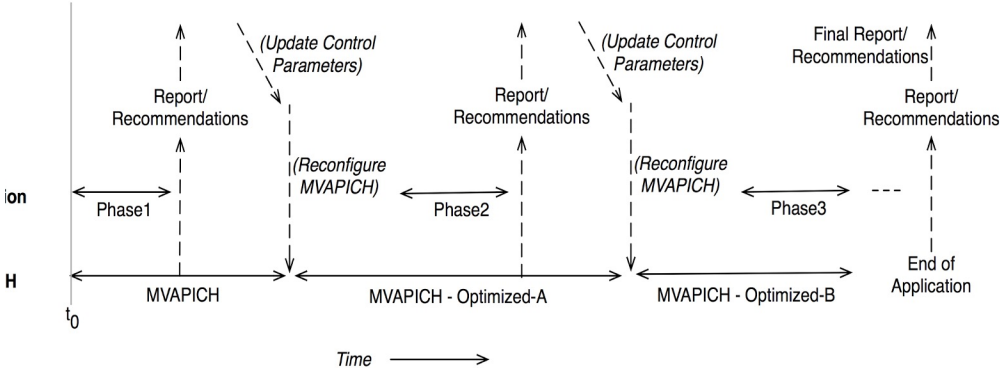 Final Report/
Recommendations
(Update Control
Parameters)
(Update Control
Parameters)
Report/
Recommendations
Report/
Recommendations
Report/
Recommendations
(Reconfigure
MVAPICH)
(Reconfigure
MVAPICH)
ion
Phase1
Phase2
Phase3
H
MVAPICH
MVAPICH - Optimized-A
MVAPICH - Optimized-B
End of
Application
t0
Time